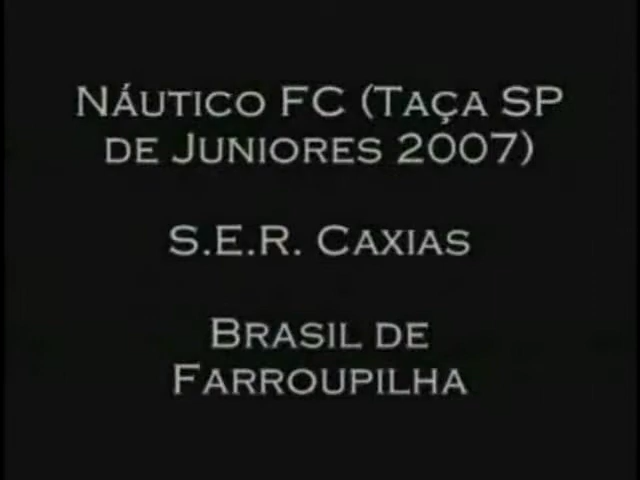 Náutico FC (Taça SP
de Juniores 2007)
S.E.R. Caxias
Brasil de
Farroupilha